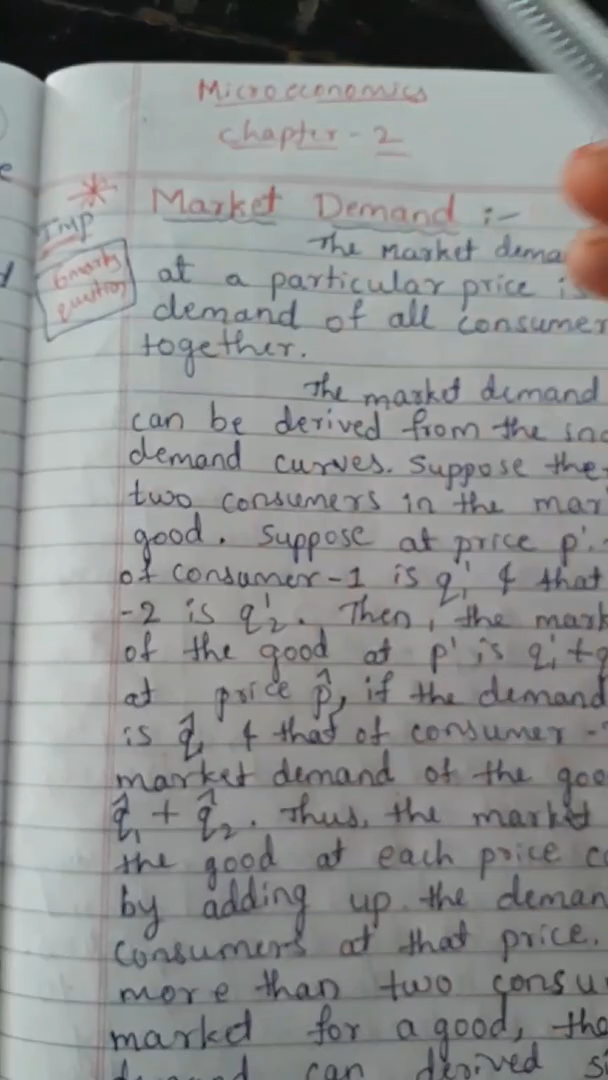 Microeconomics
Chapter - 2
Market Demand :-
Imp
6 marks
question
The Market dema
at a particular price is
demand of all consumer
together.
The market demand
can be derived from the ind
demand curves. Suppose the
two consumers in the mar
good. Suppose at price p'.
of consumer-1 is q'₁ & that
-2 is q'₂. Then, the mark
of the good at p' is q'₁+q
at price p̂, if the demand
is q̂₁ & that of consumer -
market demand of the goo
q̂₁ + q̂₂. Thus, the market
the good at each price c
by adding up the deman
Consumers at that price.
more than two consu
market for a good, the
demand can derived si